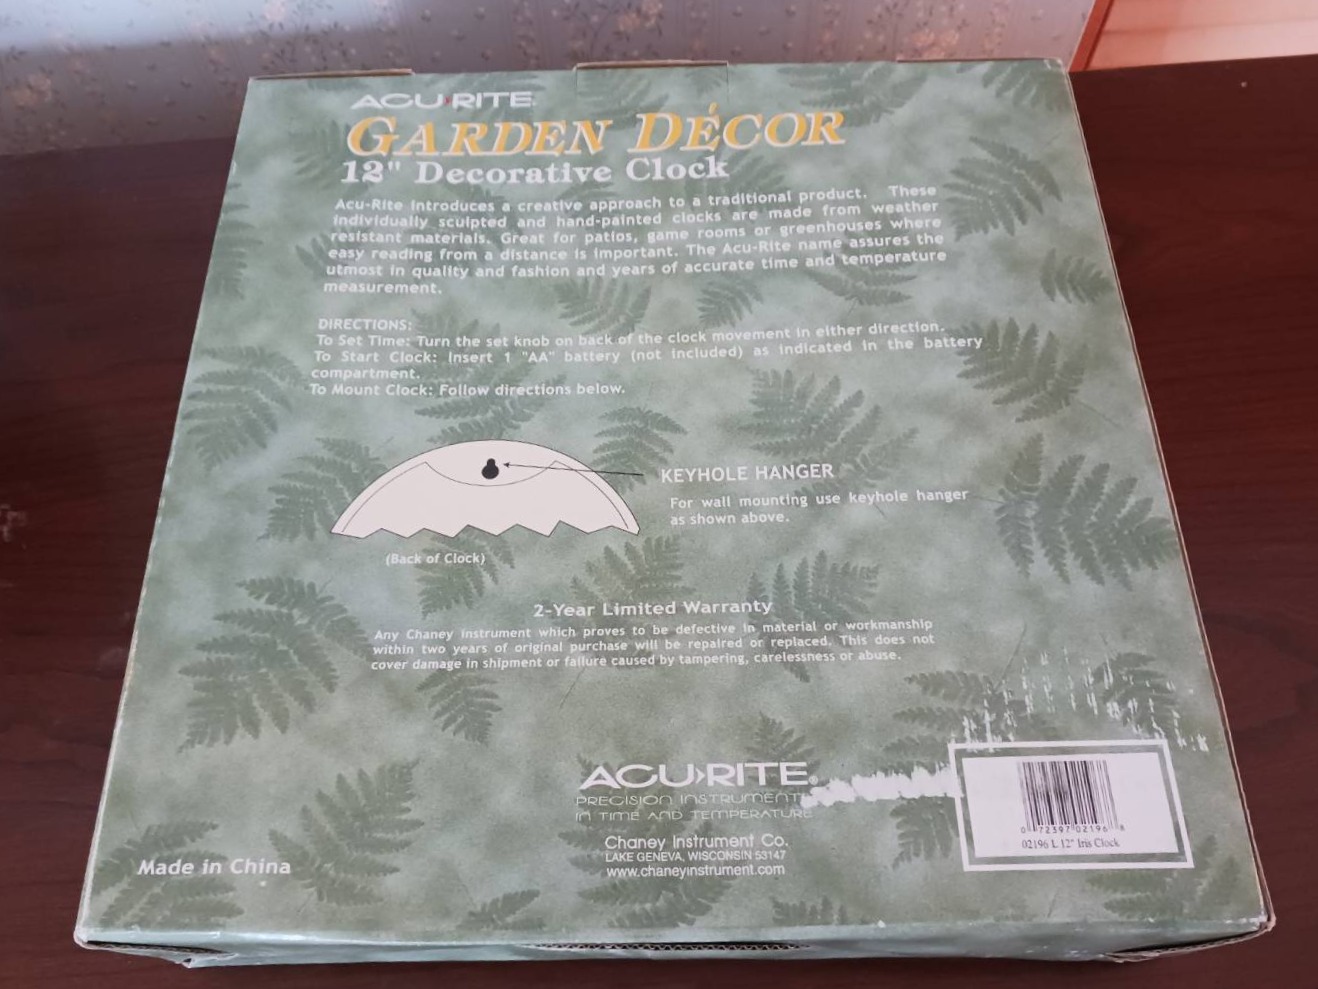 ACU›RITE
GARDEN DÉCOR
12" Decorative Clock
Acu-Rite introduces a creative approach to a traditional product. These
individually sculpted and hand-painted clocks are made from weather
resistant materials. Great for patios, game rooms or greenhouses where
easy reading from a distance is important. The Acu-Rite name assures the
utmost in quality and fashion and years of accurate time and temperature
measurement.
DIRECTIONS:
To Set Time: Turn the set knob on back of the clock movement in either direction.
To Start Clock: Insert 1 "AA" battery (not included) as indicated in the battery
compartment.
To Mount Clock: Follow directions below.
KEYHOLE HANGER
For wall mounting use keyhole hanger
as shown above.
(Back of Clock)
2-Year Limited Warranty
Any Chaney instrument which proves to be defective in material or workmanship
within two years of original purchase will be repaired or replaced. This does not
cover damage in shipment or failure caused by tampering, carelessness or abuse.
ACU›RITE®
PRECISION INSTRUMENT
IN TIME AND TEMPERATURE
Chaney Instrument Co.
LAKE GENEVA, WISCONSIN 53147
www.chaneyinstrument.com
Made in China
0 72397 02196 8
02196 L 12" Iris Clock